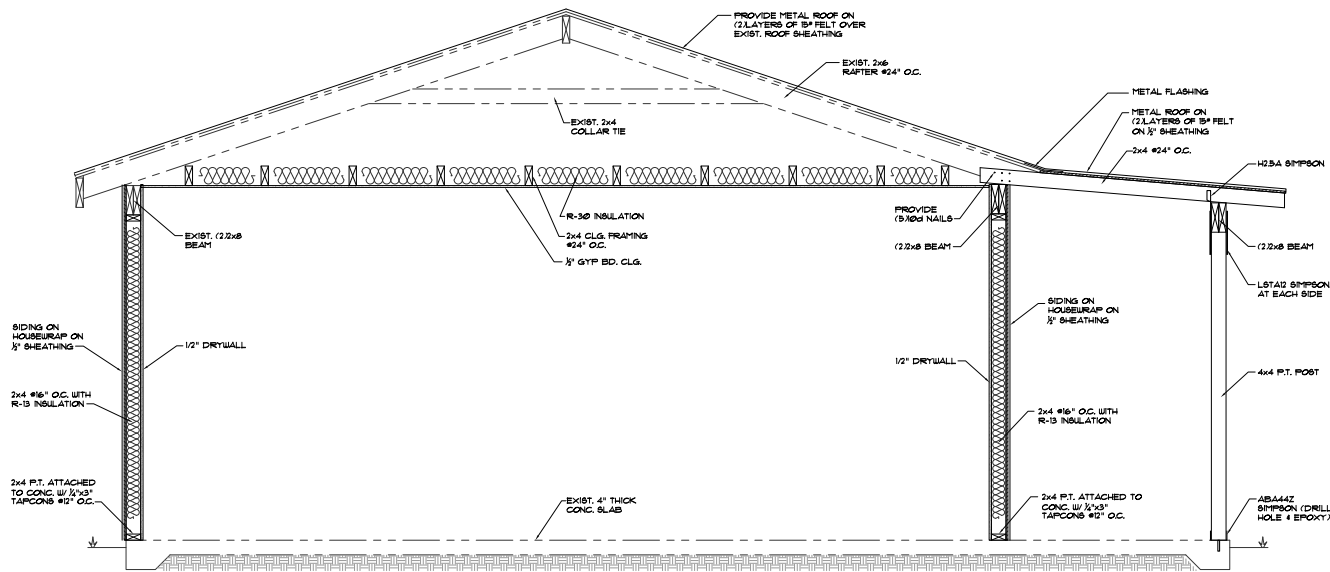 PROVIDE METAL ROOF ON
(2)LAYERS OF 15# FELT OVER
EXIST. ROOF SHEATHING
EXIST. 2x6
RAFTER @24" O.C.
METAL FLASHING
METAL ROOF ON
(2)LAYERS OF 15# FELT
ON ½" SHEATHING
2x4 @24" O.C.
H2.5A SIMPSON
EXIST. 2x4
COLLAR TIE
R-30 INSULATION
2x4 CLG. FRAMING
@24" O.C.
½" GYP BD. CLG.
EXIST. (2)2x8
BEAM
PROVIDE
(5)10d NAILS
(2)2x8 BEAM
(2)2x8 BEAM
LSTA12 SIMPSON
AT EACH SIDE
SIDING ON
HOUSEWRAP ON
½" SHEATHING
1/2" DRYWALL
1/2" DRYWALL
SIDING ON
HOUSEWRAP ON
½" SHEATHING
4x4 P.T. POST
2x4 @16" O.C. WITH
R-13 INSULATION
2x4 @16" O.C. WITH
R-13 INSULATION
2x4 P.T. ATTACHED
TO CONC. W/ ¼"x3"
TAPCONS @12" O.C.
EXIST. 4" THICK
CONC. SLAB
2x4 P.T. ATTACHED TO
CONC. W/ ¼"x3"
TAPCONS @12" O.C.
ABA44Z
SIMPSON (DRILL
HOLE & EPOXY)